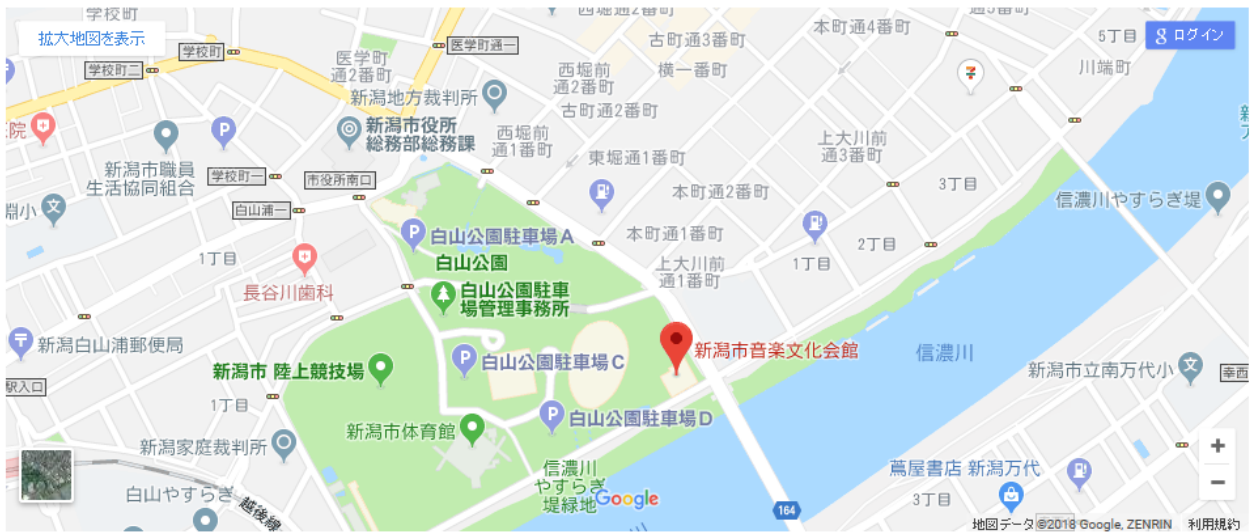 学校町
西堀通2番町
本町通4番町
通5番町
5丁目
ログイン
拡大地図を表示
学校町
医学町通一
医学町
通2番町
古町通3番町
川端町
学校町二
西堀前
通2番町
横一番町
新潟地方裁判所
古町通2番町
新潟市役所
総務部総務課
西堀前
通1番町
上大川前
通3番町
医院
新潟市職員
生活協同組合
東堀通1番町
学校町一
市役所南口
本町通2番町
3丁目
信濃川やすらぎ堤
淵小
白山浦一
白山公園駐車場A
本町通1番町
2丁目
1丁目
白山公園
上大川前
通1番町
1丁目
長谷川歯科
白山公園駐車
場管理事務所
新潟白山浦郵便局
新潟市音楽文化会館
信濃川
新潟市 陸上競技場
白山公園駐車場C
新潟市立南万代小
幸西
駅入口
1丁目
白山公園駐車場D
新潟市体育館
新潟家庭裁判所
信濃川
やすらぎ
堤緑地
Google
蔦屋書店 新潟万代
白山やすらぎ
越後線
164
3丁目
地図データ ©2018 Google, ZENRIN
利用規約